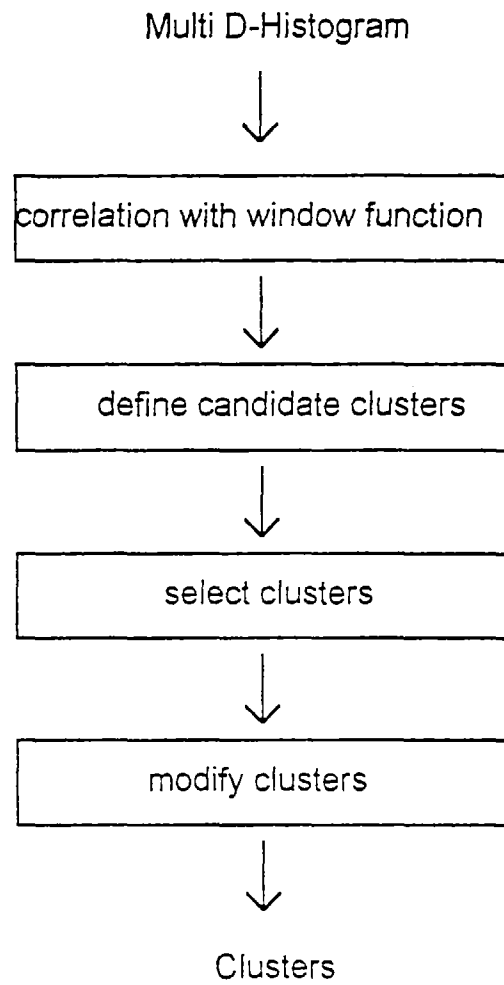 Multi D-Histogram
correlation with window function
define candidate clusters
select clusters
modify clusters
Clusters